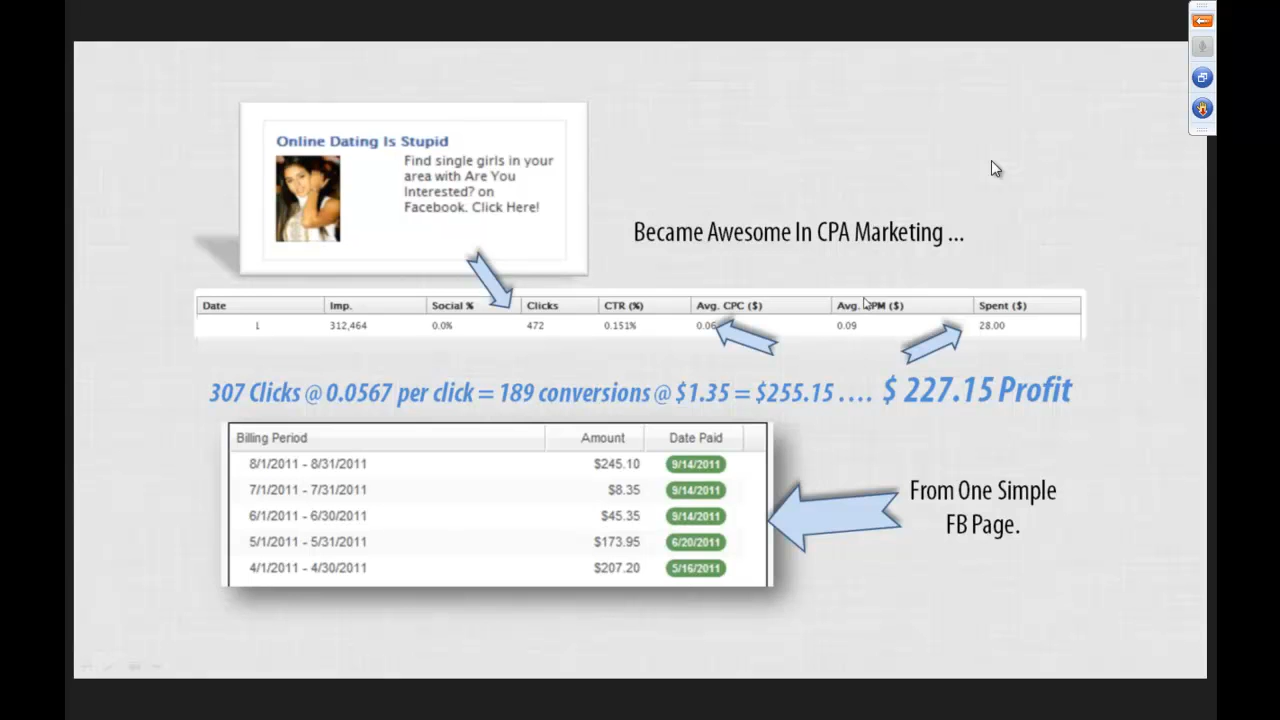 Online Dating Is Stupid
Find single girls in your
area with Are You
Interested? on
Facebook. Click Here!
Became Awesome In CPA Marketing ...
Date Imp. Social % Clicks CTR (%) Avg. CPC ($) Avg. CPM ($) Spent ($)
1 312,464 0.0% 472 0.151% 0.06 0.09 28.00
307 Clicks @ 0.0567 per click = 189 conversions @ $1.35 = $255.15 .... $ 227.15 Profit
Billing Period Amount Date Paid
8/1/2011 - 8/31/2011 $245.10 9/14/2011
7/1/2011 - 7/31/2011 $8.35 9/14/2011
6/1/2011 - 6/30/2011 $45.35 9/14/2011
5/1/2011 - 5/31/2011 $173.95 6/20/2011
4/1/2011 - 4/30/2011 $207.20 5/16/2011
From One Simple
FB Page.